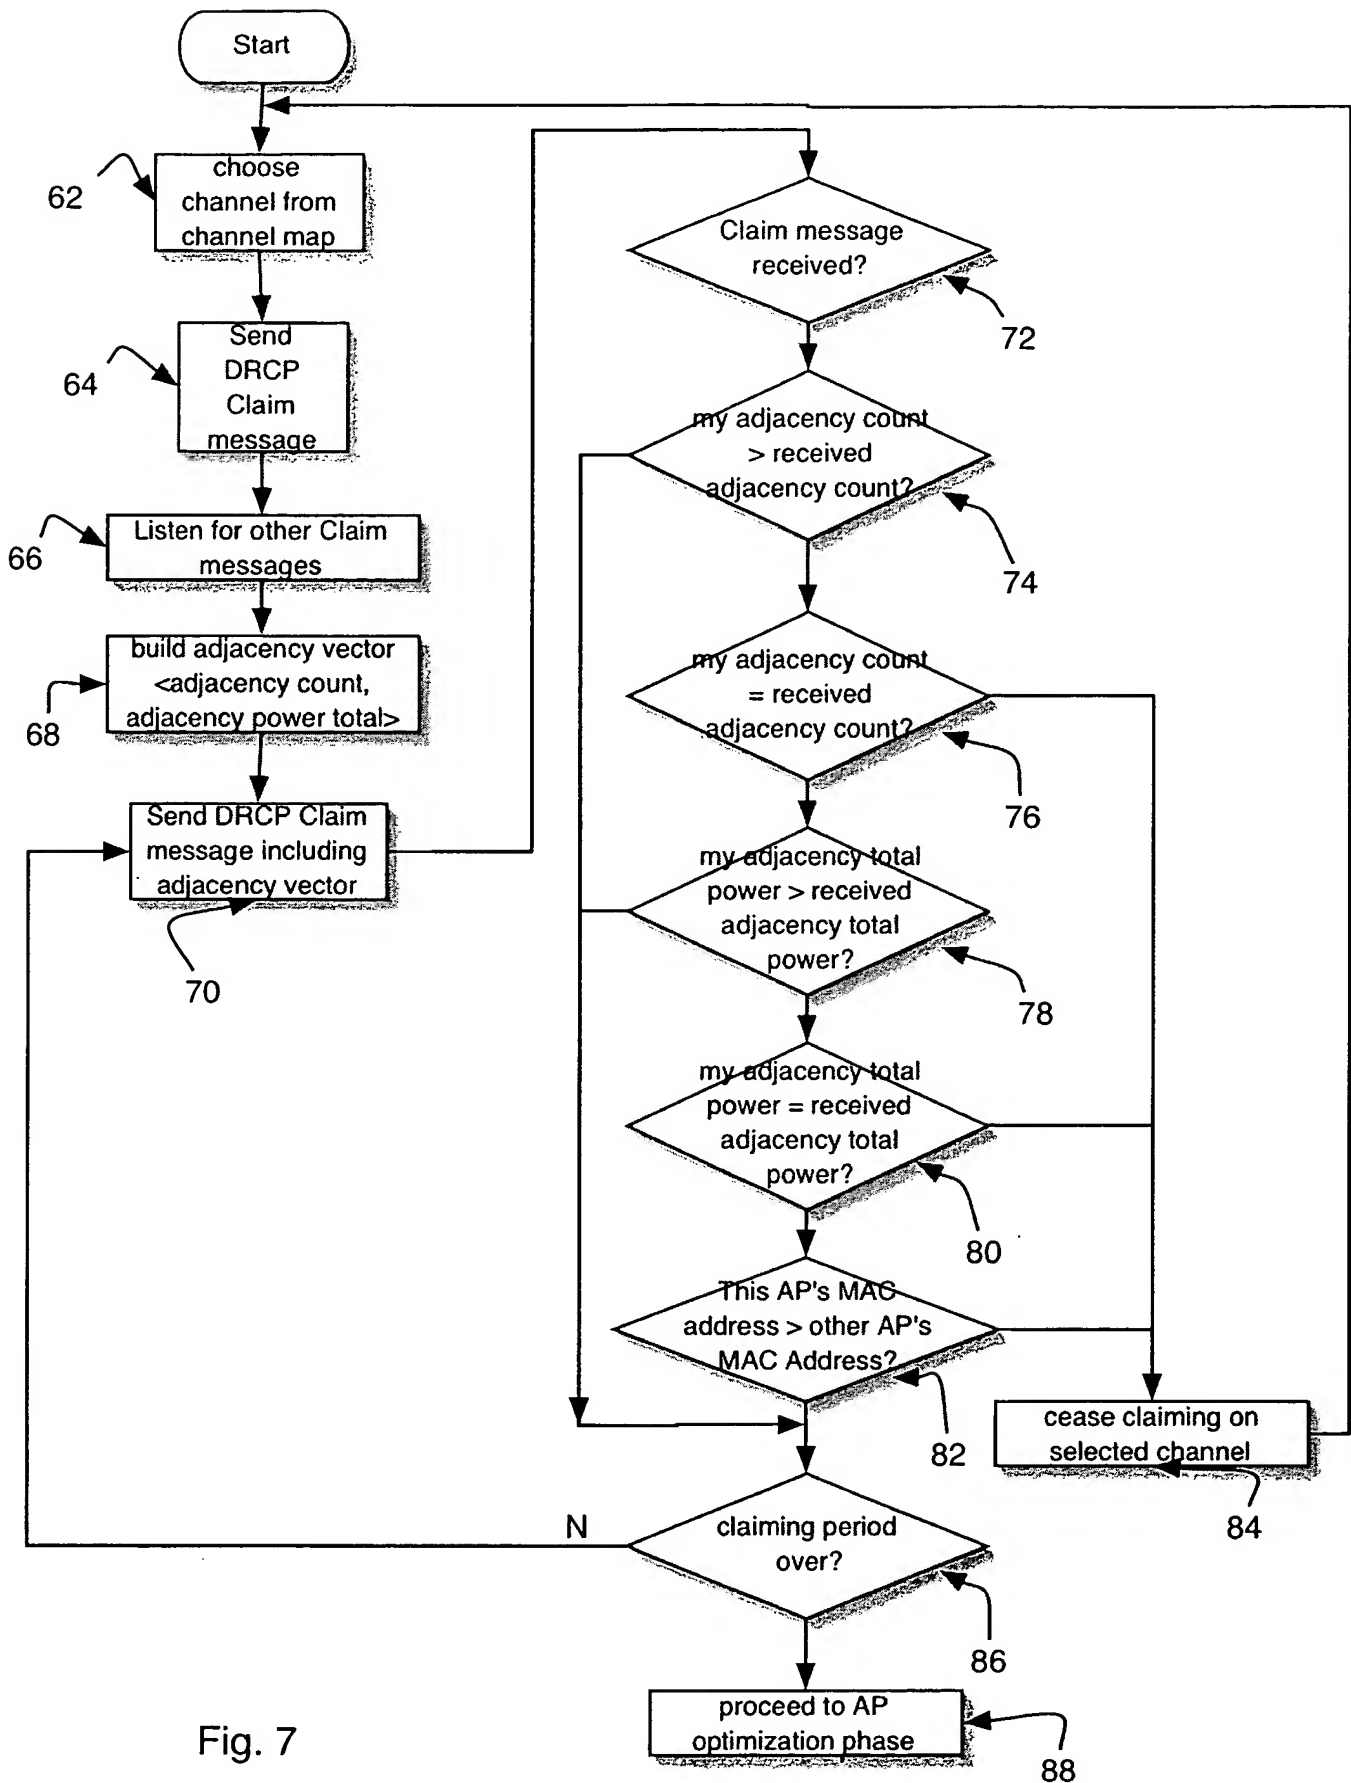 Start
62
choose
channel from
channel map
64
Send
DRCP
Claim
message
66
Listen for other Claim
messages
68
build adjacency vector
<adjacency count,
adjacency power total>
Send DRCP Claim
message including
adjacency vector
70
Claim message
received?
72
my adjacency count
> received
adjacency count?
74
my adjacency count
= received
adjacency count?
76
my adjacency total
power > received
adjacency total
power?
78
my adjacency total
power = received
adjacency total
power?
80
This AP's MAC
address > other AP's
MAC Address?
82
cease claiming on
selected channel
84
N
claiming period
over?
86
proceed to AP
optimization phase
88
Fig. 7